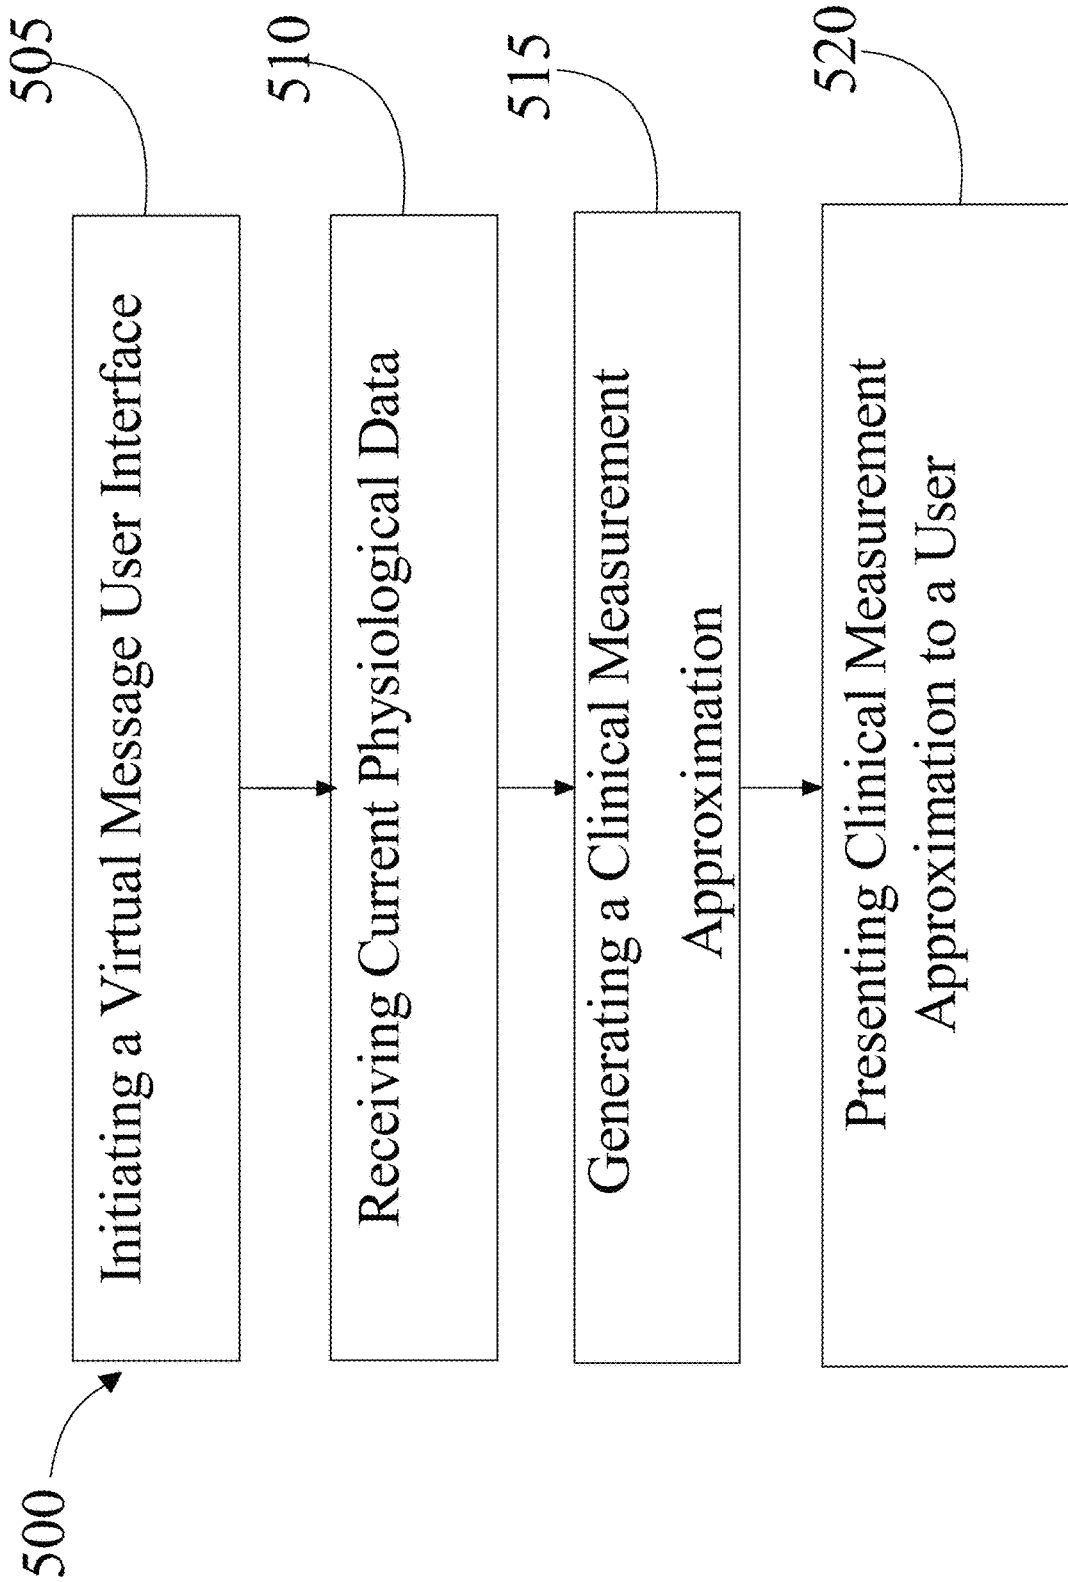 500
505
Initiating a Virtual Message User Interface
510
Receiving Current Physiological Data
515
Generating a Clinical Measurement
Approximation
520
Presenting Clinical Measurement
Approximation to a User